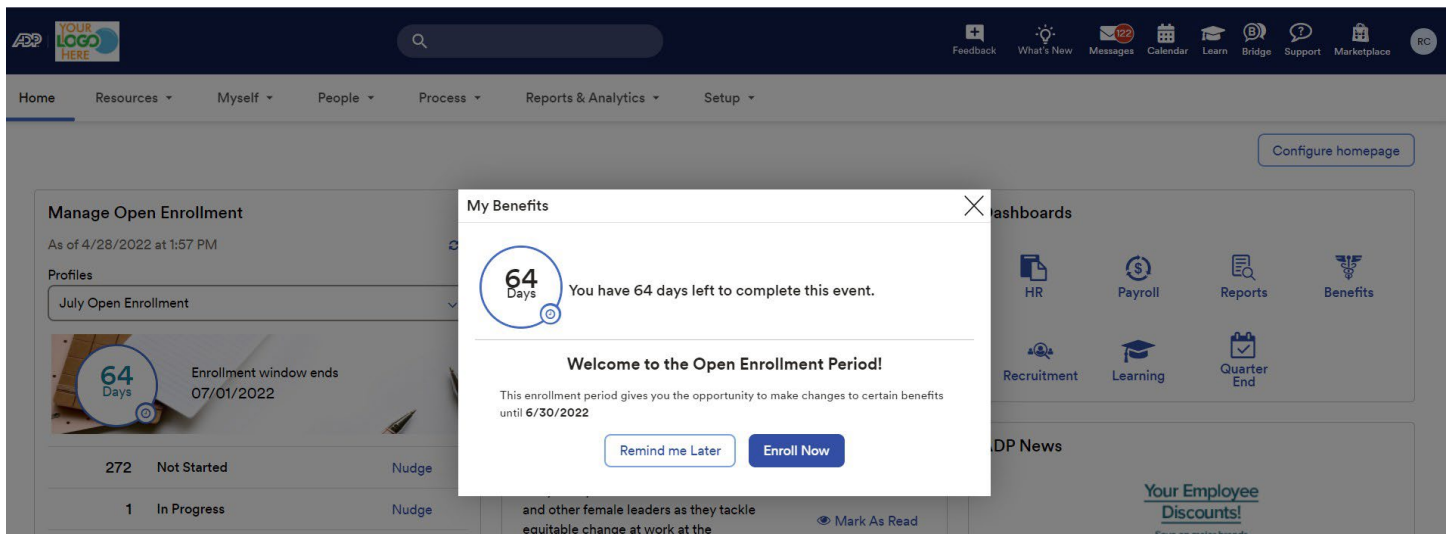 ADP
YOUR
LOGO
HERE
Feedback
What's New
122
Messages
Calendar
Learn
B
Bridge
Support
Marketplace
RC
Home
Resources
Myself
People
Process
Reports & Analytics
Setup
Configure homepage
Manage Open Enrollment
As of 4/28/2022 at 1:57 PM
Profiles
July Open Enrollment
64
Days
Enrollment window ends
07/01/2022
272 Not Started Nudge
1 In Progress Nudge
My Benefits
64
Days
You have 64 days left to complete this event.
Welcome to the Open Enrollment Period!
This enrollment period gives you the opportunity to make changes to certain benefits
until 6/30/2022
Remind me Later
Enroll Now
and other female leaders as they tackle
equitable change at work at the
Mark As Read
ashboards
HR
Payroll
Reports
Benefits
Recruitment
Learning
Quarter
End
DP News
Your Employee
Discounts!